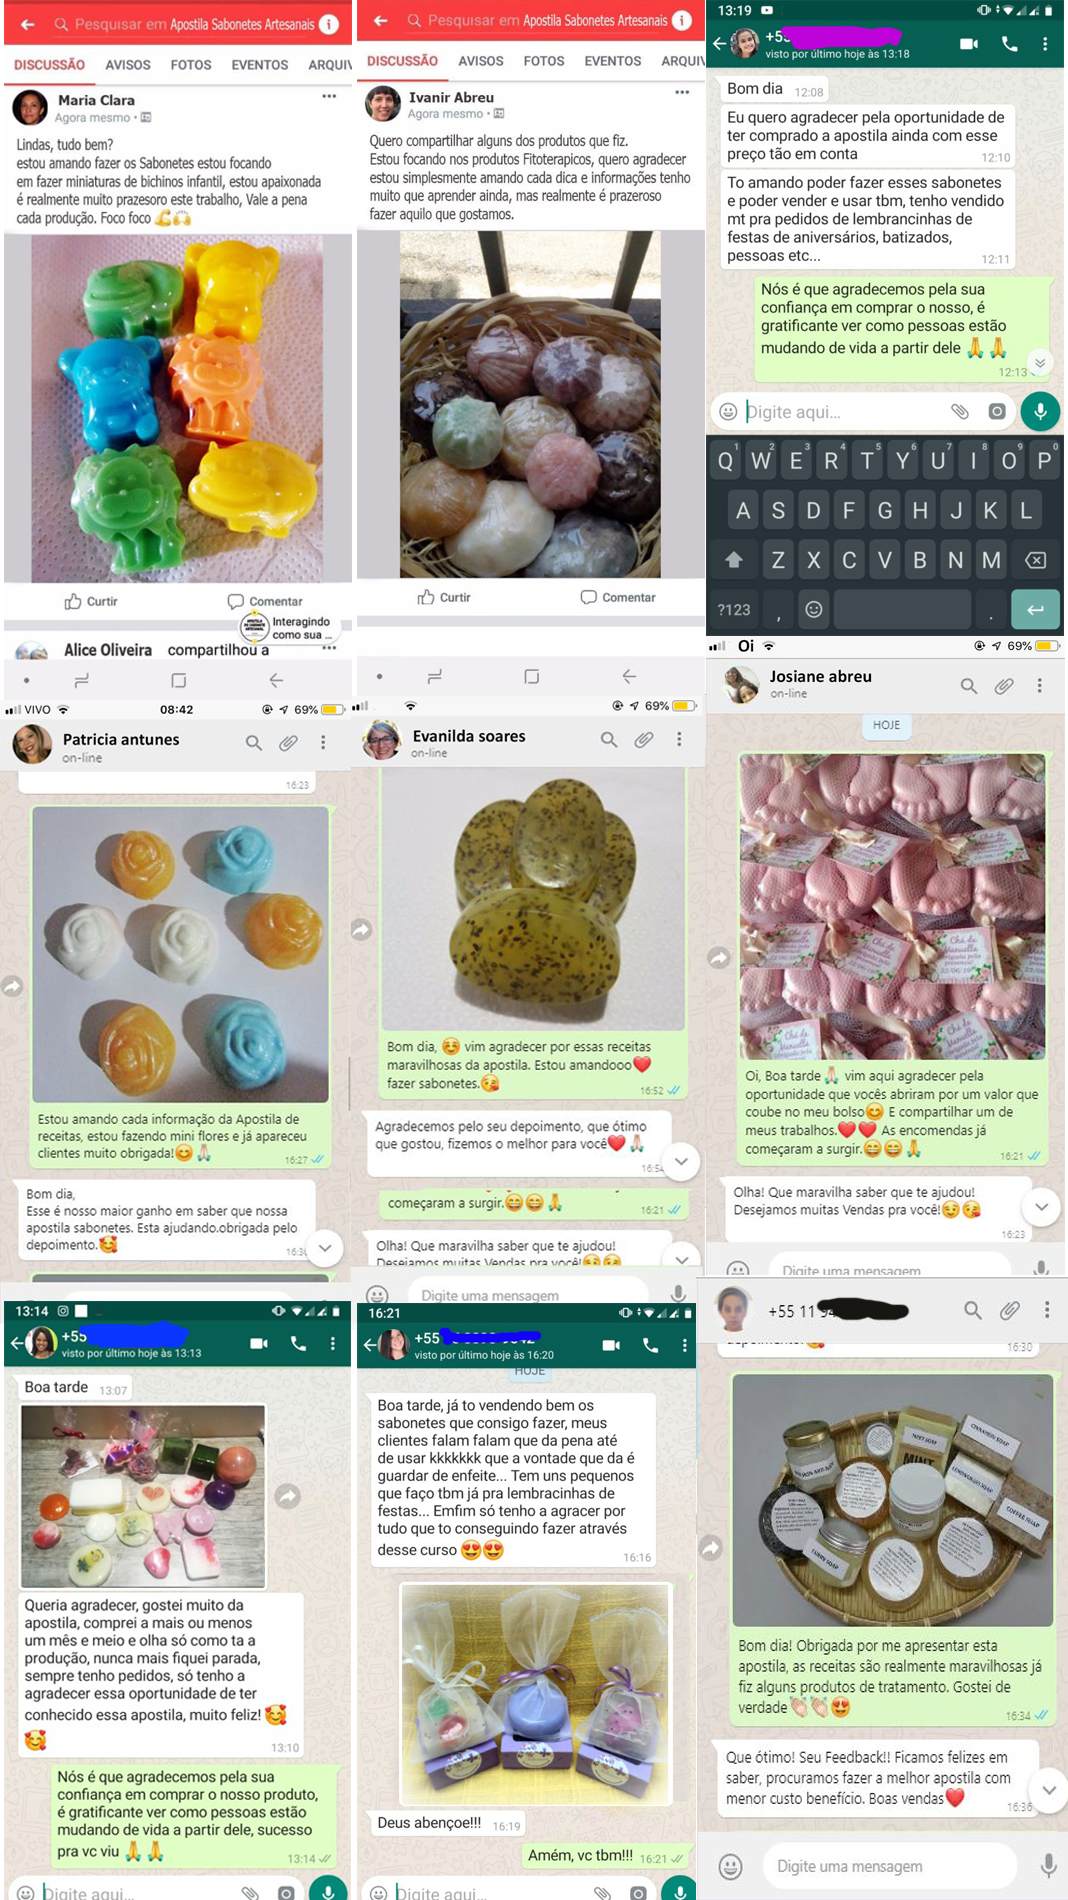 Pesquisar em Apostila Sabonetes Artesanais
DISCUSSÃO AVISOS FOTOS EVENTOS ARQUIV
Maria Clara
Agora mesmo
Lindas, tudo bem?
estou amando fazer os Sabonetes estou focando
em fazer miniaturas de bichinos infantil, estou apaixonada
é realmente muito prazesoro este trabalho, Vale a pena
cada produção. Foco foco 💪🙌
Curtir Comentar
Interagindo
como sua ...
Alice Oliveira compartilhou a
Pesquisar em Apostila Sabonetes Artesanais
DISCUSSÃO AVISOS FOTOS EVENTOS ARQUI
Ivanir Abreu
Agora mesmo
Quero compartilhar alguns dos produtos que fiz.
Estou focando nos produtos Fitoterapicos, quero agradecer
estou simplesmente amando cada dica e informações tenho
muito que aprender ainda, mas realmente é prazeroso
fazer aquilo que gostamos.
Curtir Comentar
13:19
visto por último hoje às 13:18
Bom dia 12:08
Eu quero agradecer pela oportunidade de
ter comprado a apostila ainda com esse
preço tão em conta 12:10
To amando poder fazer esses sabonetes
e poder vender e usar tbm, tenho vendido
mt pra pedidos de lembrancinhas de
festas de aniversários, batizados,
pessoas etc... 12:11
Nós é que agradecemos pela sua
confiança em comprar o nosso, é
gratificante ver como pessoas estão
mudando de vida a partir dele 🙏🙏
12:13
Digite aqui...
Q1 W2 E3 R4 T5 Y6 U7 I8 O9 P0
A S D F G H J K L
Z X C V B N M
?123 , .
VIVO 08:42 69%
Patricia antunes
on-line
16:23
Estou amando cada informação da Apostila de
receitas, estou fazendo mini flores e já apareceu
clientes muito obrigada!😊🙏
16:27
Bom dia,
Esse é nosso maior ganho em saber que nossa
apostila sabonetes. Esta ajudando.obrigada pelo
depoimento.🥰
69%
Evanilda soares
on-line
Bom dia, ☺️ vim agradecer por essas receitas
maravilhosas da apostila. Estou amandooo❤️
fazer sabonetes.😘
16:52
Agradecemos pelo seu depoimento, que ótimo
que gostou, fizemos o melhor para você❤️🙏
começaram a surgir.😄😄🙏 16:21
Olha! Que maravilha saber que te ajudou!
Desejamos muitas Vendas pra você!😏😘
Digite uma mensagem
Oi 69%
Josiane abreu
on-line
HOJE
Chá de
Manuella
Oi, Boa tarde🙏 vim aqui agradecer pela
oportunidade que vocês abriram por um valor que
coube no meu bolso😊 E compartilhar um de
meus trabalhos.❤️❤️ As encomendas já
começaram a surgir.😄😄🙏 16:21
Olha! Que maravilha saber que te ajudou!
Desejamos muitas Vendas pra você!😏😘
16:23
Digite uma mensagem
13:14
+55
visto por último hoje às 13:13
Boa tarde 13:07
Queria agradecer, gostei muito da
apostila, comprei a mais ou menos
um mês e meio e olha só como ta a
produção, nunca mais fiquei parada,
sempre tenho pedidos, só tenho a
agradecer essa oportunidade de ter
conhecido essa apostila, muito feliz! 🥰
🥰
13:10
Nós é que agradecemos pela sua
confiança em comprar o nosso produto,
é gratificante ver como pessoas estão
mudando de vida a partir dele, sucesso
pra vc viu 🙏🙏
13:14
Digite aqui...
16:21
+55
visto por último hoje às 16:20
HOJE
Boa tarde, já to vendendo bem os
sabonetes que consigo fazer, meus
clientes falam falam que da pena até
de usar kkkkkkk que a vontade que da é
guardar de enfeite... Tem uns pequenos
que faço tbm já pra lembracinhas de
festas... Emfim só tenho a agracer por
tudo que to conseguindo fazer através
desse curso 😍😍
16:16
Deus abençoe!!! 16:19
Amém, vc tbm!!! 16:21
Digite aqui...
+55 11 94
16:30
MINT SOAP
MINT
CINNAMON SOAP
LEMONGRASS SOAP
COFFEE SOAP
Bom dia! Obrigada por me apresentar esta
apostila, as receitas são realmente maravilhosas já
fiz alguns produtos de tratamento. Gostei de
verdade👏👏😍
16:34
Que ótimo! Seu Feedback!! Ficamos felizes em
saber, procuramos fazer a melhor apostila com
menor custo benefício. Boas vendas❤️
16:36
Digite uma mensagem